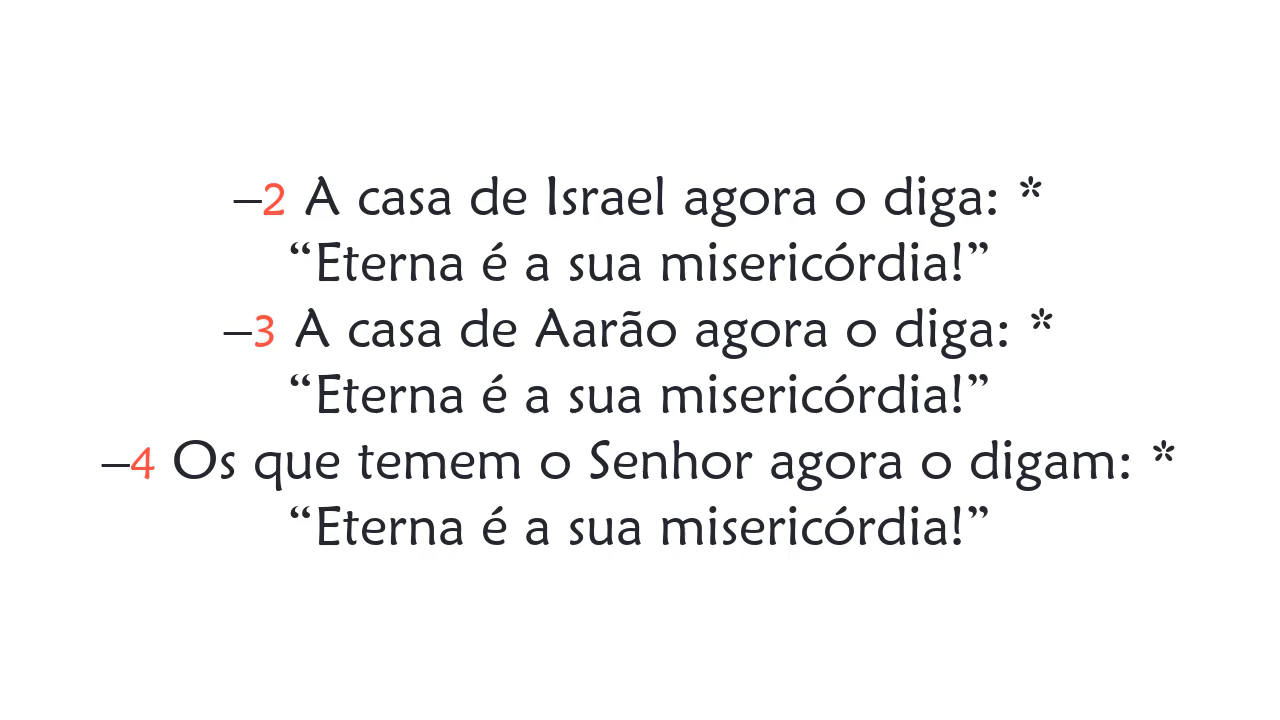 –2 A casa de Israel agora o diga: *
“Eterna é a sua misericórdia!”
–3 A casa de Aarão agora o diga: *
“Eterna é a sua misericórdia!”
–4 Os que temem o Senhor agora o digam: *
“Eterna é a sua misericórdia!”